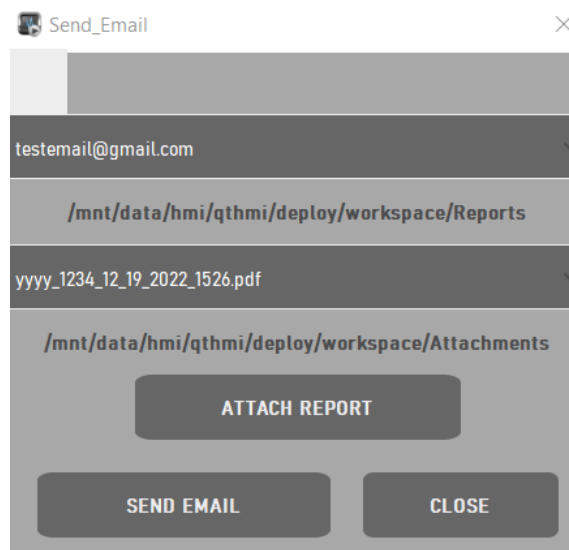 Send_Email
testemail@gmail.com
/mnt/data/hmi/qthmi/deploy/workspace/Reports
yyyy_1234_12_19_2022_1526.pdf
/mnt/data/hmi/qthmi/deploy/workspace/Attachments
ATTACH REPORT
SEND EMAIL CLOSE